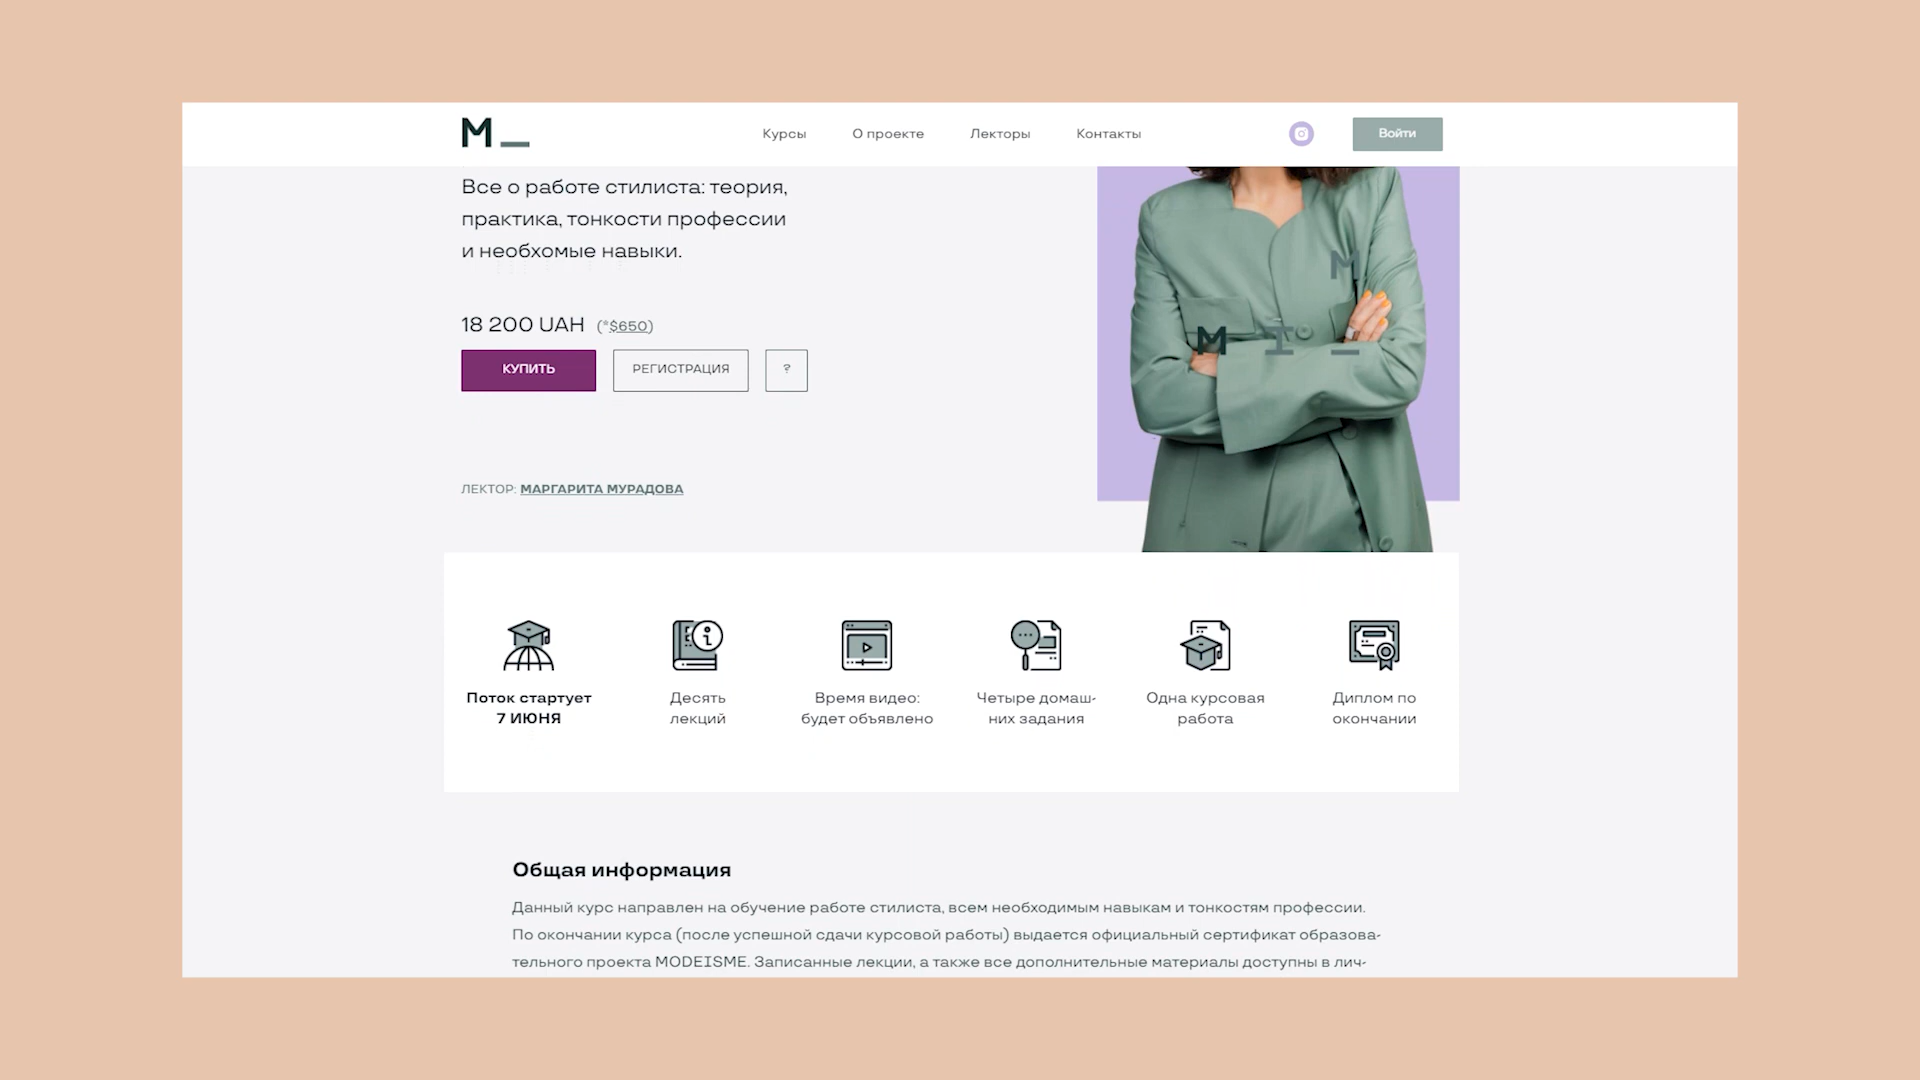 M_
Курсы
О проекте
Лекторы
Контакты
Войти
Все о работе стилиста: теория,
практика, тонкости профессии
и необхомые навыки.
18 200 UAH (*$650)
КУПИТЬ
РЕГИСТРАЦИЯ
?
ЛЕКТОР: МАРГАРИТА МУРАДОВА
M
M I _
Поток стартует
7 ИЮНЯ
Десять
лекций
Время видео:
будет объявлено
Четыре домаш-
них задания
Одна курсовая
работа
Диплом по
окончании
Общая информация
Данный курс направлен на обучение работе стилиста, всем необходимым навыкам и тонкостям профессии.
По окончании курса (после успешной сдачи курсовой работы) выдается официальный сертификат образова-
тельного проекта MODEISME. Записанные лекции, а также все дополнительные материалы доступны в лич-